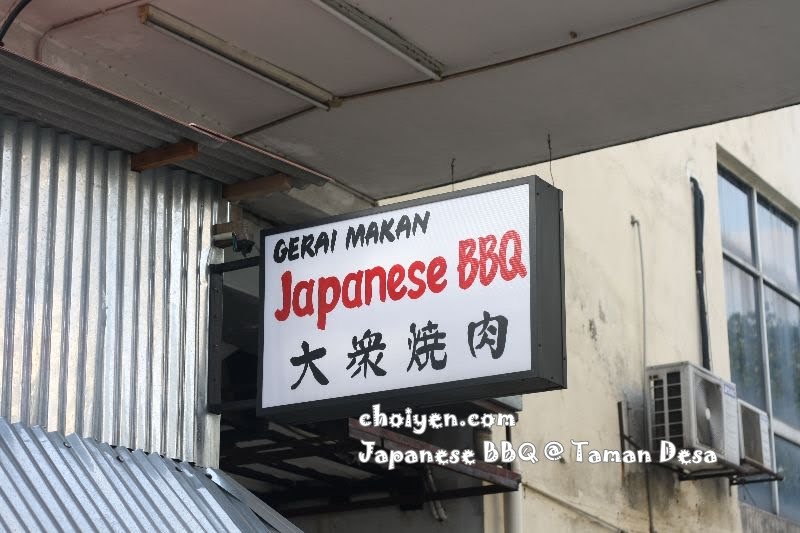 GERAI MAKAN
Japanese BBQ
大衆焼肉
choiyen.com
Japanese BBQ @ Taman Desa